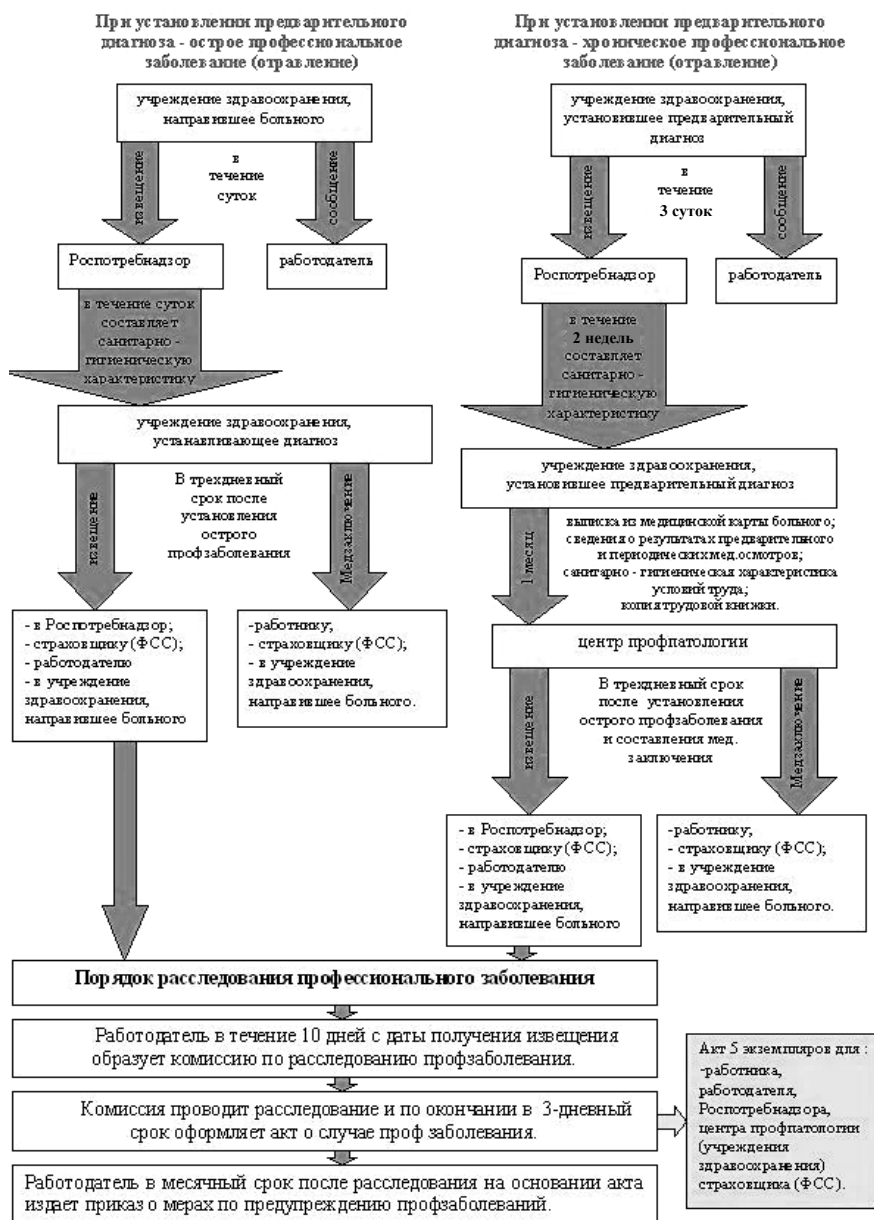 При установлении предварительного
диагноза - острое профессиональное
заболевание (отравление)
учреждение здравоохранения,
направившее больного
извещение
в
течение
суток
сообщение
Роспотребнадзор
работодатель
в течение суток
составляет
санитарно -
гигиеническую
характеристику
учреждение здравоохранения,
устанавливающее диагноз
извещение
В трехдневный
срок после
установления
острого
профзаболевания
Медзаключение
- в Роспотребнадзор;
- страховщику (ФСС);
- работодателю
- в учреждение
здравоохранения,
направившее больного
-работнику;
- страховщику (ФСС);
- в учреждение
здравоохранения,
направившее больного.
При установлении предварительного
диагноза - хроническое профессиональное
заболевание (отравление)
учреждение здравоохранения,
установившее предварительный
диагноз
извещение
в
течение
3 суток
сообщение
Роспотребнадзор
работодатель
в течение
2 недель
составляет
санитарно -
гигиеническую
характеристику
учреждение здравоохранения,
установившее предварительный диагноз
1 месяц
выписка из медицинской карты больного;
сведения о результатах предварительного
и периодических мед.осмотров;
санитарно - гигиеническая характеристика
условий труда;
копия трудовой книжки.
центр профпатологии
извещение
В трехдневный срок
после установления
острого профзаболевания
и составления мед.
заключения
Медзаключение
- в Роспотребнадзор;
- страховщику (ФСС);
- работодателю
- в учреждение
здравоохранения,
направившее больного
-работнику;
- страховщику (ФСС);
- в учреждение
здравоохранения,
направившее больного.
Порядок расследования профессионального заболевания
Работодатель в течение 10 дней с даты получения извещения
образует комиссию по расследованию профзаболевания.
Комиссия проводит расследование и по окончании в 3-дневный
срок оформляет акт о случае проф заболевания.
Работодатель в месячный срок после расследования на основании акта
издает приказ о мерах по предупреждению профзаболеваний.
Акт 5 экземпляров для :
-работника,
работодателя,
Роспотребнадзора,
центра профпатологии
(учреждения
здравоохранения)
страховщика (ФСС).